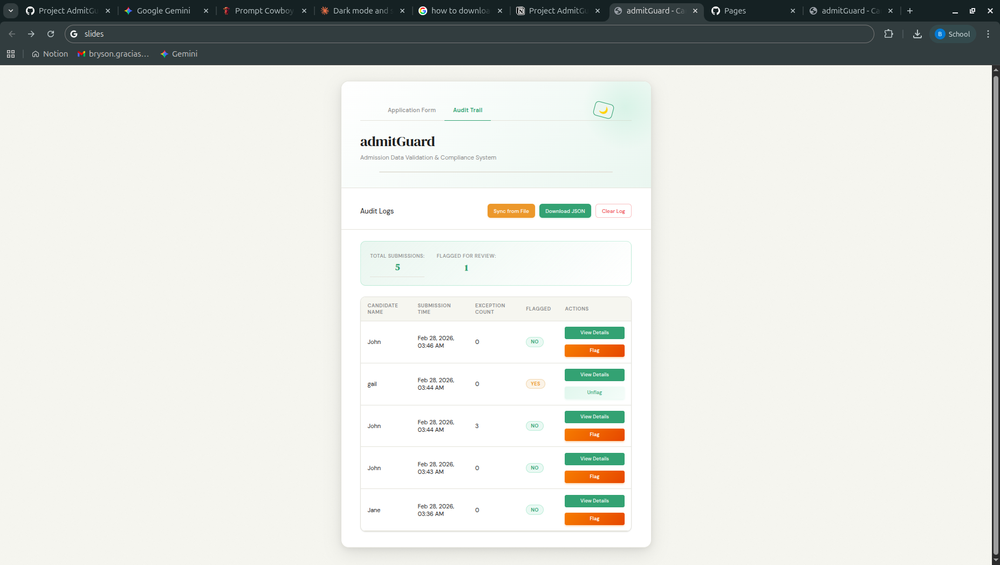 Project AdmitGu
Google Gemini
Prompt Cowboy
Dark mode and s
how to downloa
Project AdmitGu
admitGuard - Ca
Pages
admitGuard - Ca
slides
B School
Notion
bryson.gracias...
Gemini
Application Form
Audit Trail
admitGuard
Admission Data Validation & Compliance System
Audit Logs
Sync from File
Download JSON
Clear Log
TOTAL SUBMISSIONS:
5
FLAGGED FOR REVIEW:
1
CANDIDATE NAME
SUBMISSION TIME
EXCEPTION COUNT
FLAGGED
ACTIONS
John
Feb 28, 2026,
03:46 AM
0
NO
View Details
Flag
gail
Feb 28, 2026,
03:44 AM
0
YES
View Details
Unflag
John
Feb 28, 2026,
03:44 AM
3
NO
View Details
Flag
John
Feb 28, 2026,
03:43 AM
0
NO
View Details
Flag
Jane
Feb 28, 2026,
03:36 AM
0
NO
View Details
Flag